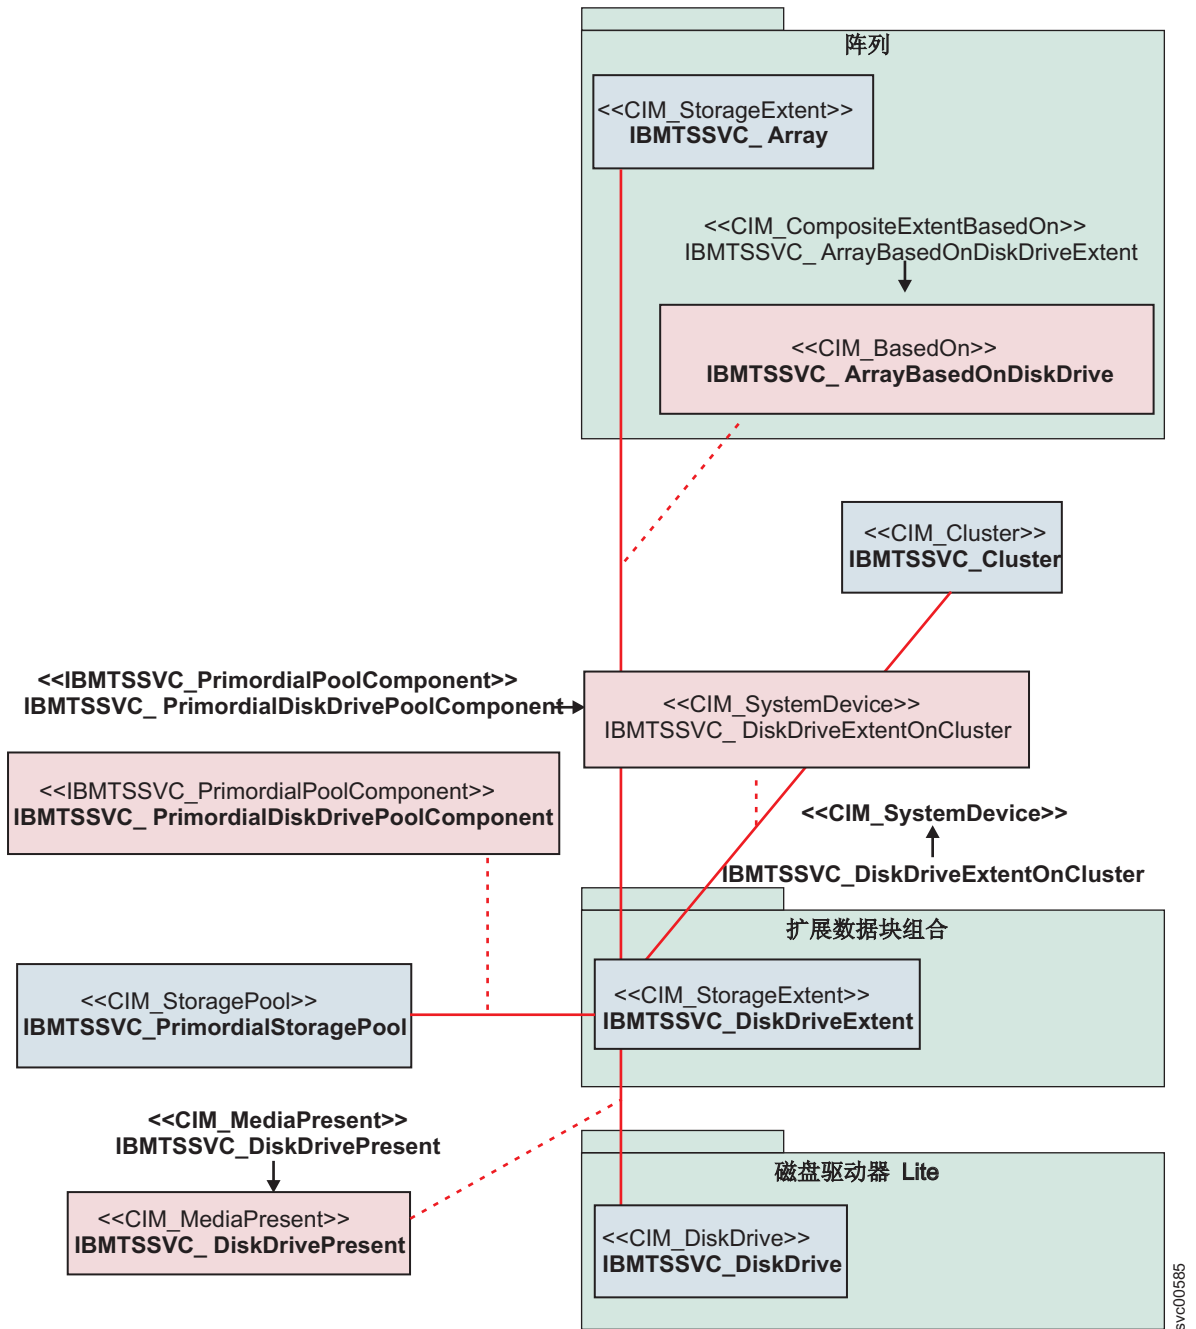 阵列
<<CIM_StorageExtent>>
IBMTSSVC_ Array
<<CIM_CompositeExtentBasedOn>>
IBMTSSVC_ ArrayBasedOnDiskDriveExtent
<<CIM_BasedOn>>
IBMTSSVC_ ArrayBasedOnDiskDrive
<<CIM_Cluster>>
IBMTSSVC_Cluster
<<IBMTSSVC_PrimordialPoolComponent>>
IBMTSSVC_ PrimordialDiskDrivePoolComponent
<<CIM_SystemDevice>>
IBMTSSVC_ DiskDriveExtentOnCluster
<<IBMTSSVC_PrimordialPoolComponent>>
IBMTSSVC_ PrimordialDiskDrivePoolComponent
<<CIM_SystemDevice>>
IBMTSSVC_DiskDriveExtentOnCluster
扩展数据块组合
<<CIM_StoragePool>>
IBMTSSVC_PrimordialStoragePool
<<CIM_StorageExtent>>
IBMTSSVC_DiskDriveExtent
<<CIM_MediaPresent>>
IBMTSSVC_DiskDrivePresent
磁盘驱动器 Lite
<<CIM_MediaPresent>>
IBMTSSVC_ DiskDrivePresent
<<CIM_DiskDrive>>
IBMTSSVC_DiskDrive
svc00585